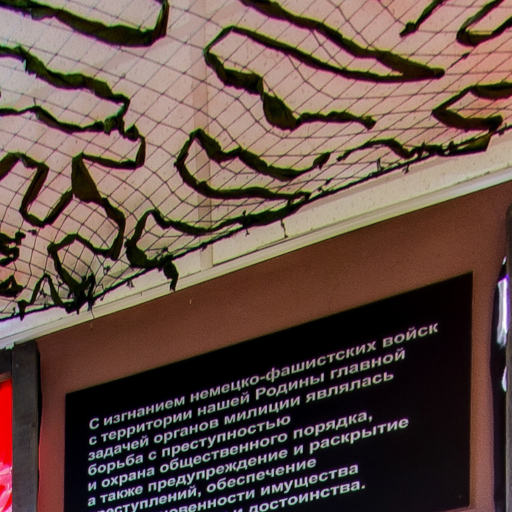 С изгнанием немецко-фашистских войск
с территории нашей Родины главной
задачей органов милиции являлась
борьба с преступностью
и охрана общественного порядка,
а также предупреждение и раскрытие
обеспечение
имущества
и достоинства.